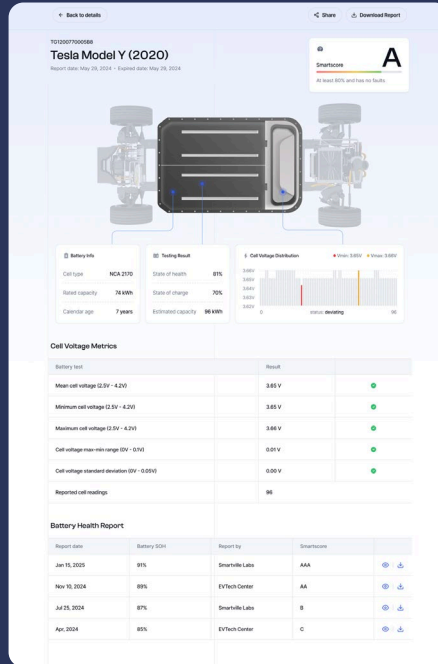 Back to details
Share
Download Report
TG1200770005B8
Tesla Model Y (2020)
Report date: May 29, 2024 • Expired date: May 29, 2024
Smartscore
A
At least 80% and has no faults.
Battery Info
Cell type NCA 2170
Rated capacity 74 kWh
Calendar age 7 years
Testing Result
State of health 81%
State of charge 70%
Estimated capacity 96 kWh
Cell Voltage Distribution
Vmin: 3.65V
Vmax: 3.66V
3.66V
3.65V
3.64V
3.63V
3.62V
0 status: deviating 96
Cell Voltage Metrics
Battery test Result
Mean cell voltage (2.5V - 4.2V) 3.65 V
Minimum cell voltage (2.5V - 4.2V) 3.65 V
Maximum cell voltage (2.5V - 4.2V) 3.66 V
Cell voltage max-min range (0V - 0.1V) 0.01 V
Cell voltage standard deviation (0V - 0.05V) 0.00 V
Reported cell readings 96
Battery Health Report
Report date Battery SOH Report by Smartscore
Jan 15, 2025 91% Smartville Labs AAA
Nov 10, 2024 89% EVTech Center AA
Jul 25, 2024 87% Smartville Labs B
Apr, 2024 85% EVTech Center C